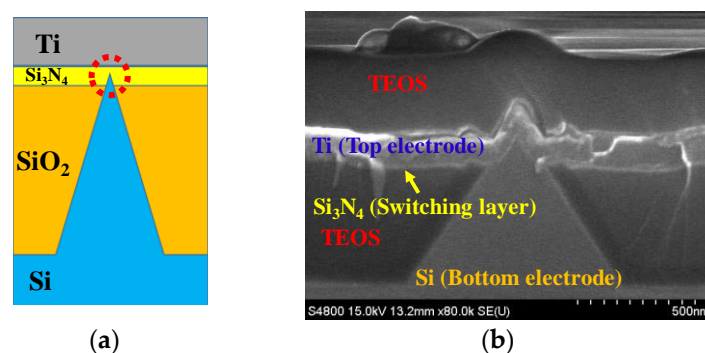 Ti
Si₃N₄
SiO₂
Si
(a)
TEOS
Ti (Top electrode)
Si₃N₄ (Switching layer)
TEOS
Si (Bottom electrode)
S4800 15.0kV 13.2mm x80.0k SE(U)
500nm
(b)